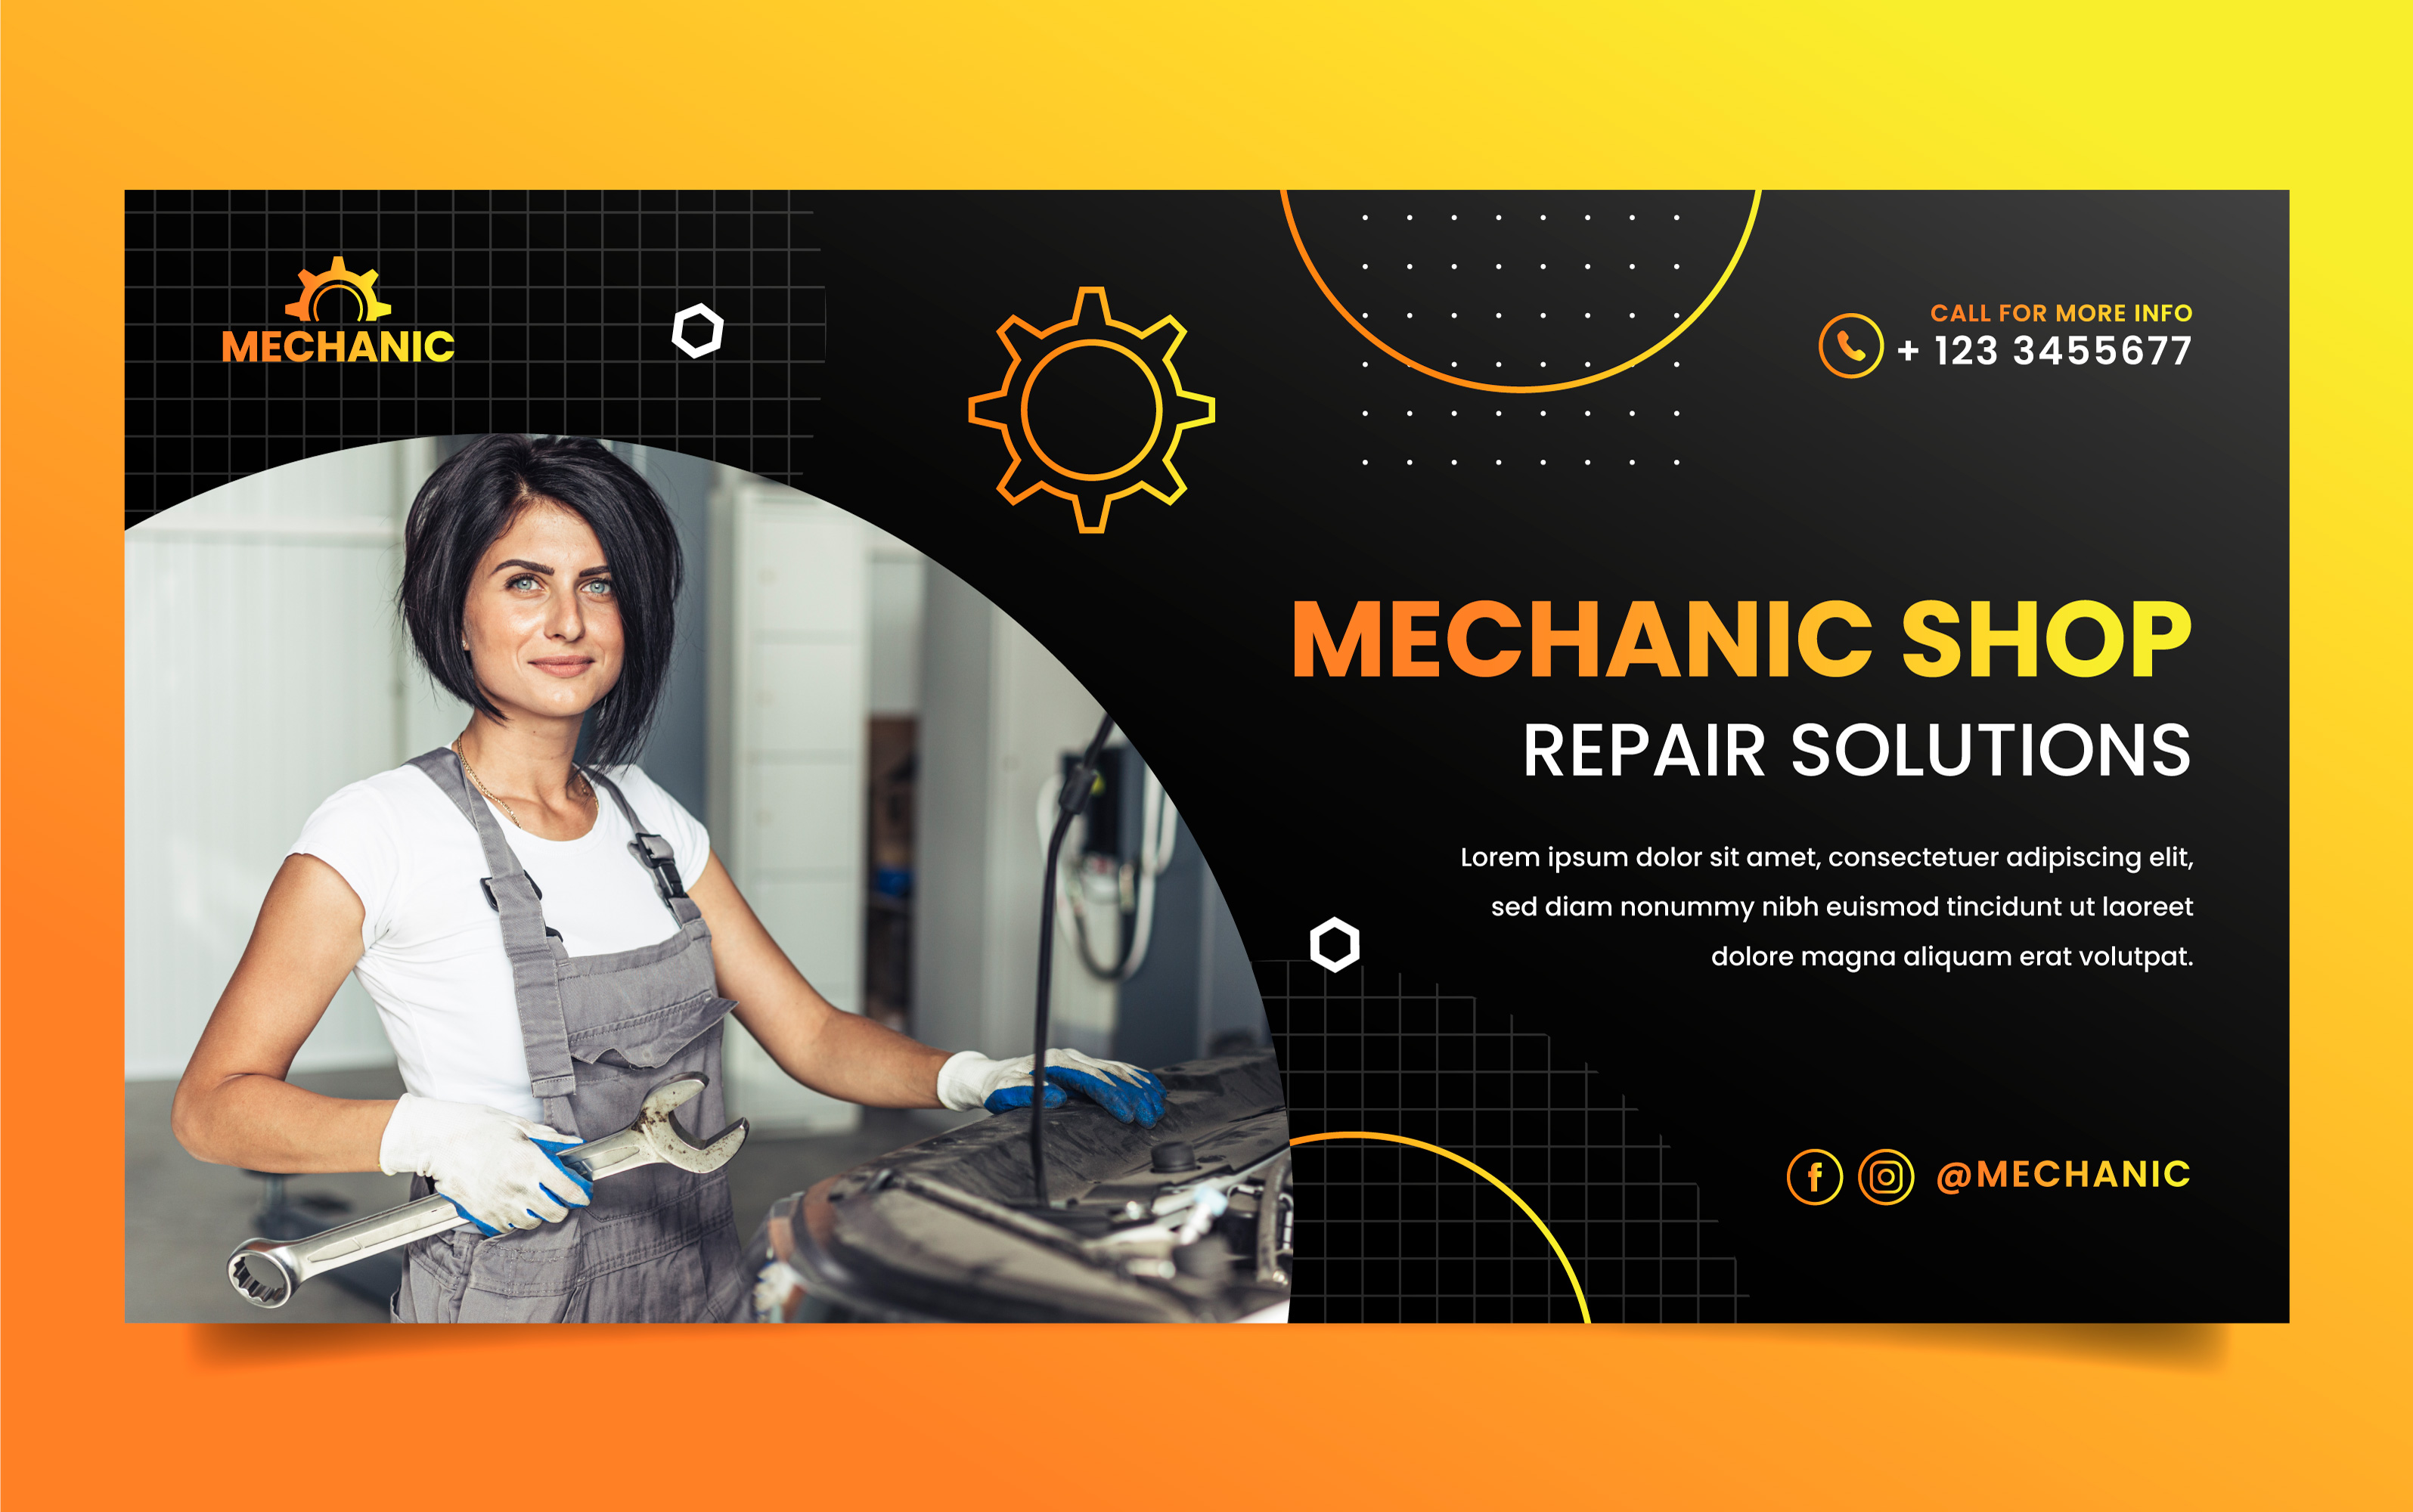 MECHANIC
CALL FOR MORE INFO
+ 123 3455677
MECHANIC SHOP
REPAIR SOLUTIONS
Lorem ipsum dolor sit amet, consectetuer adipiscing elit,
sed diam nonummy nibh euismod tincidunt ut laoreet
dolore magna aliquam erat volutpat.
@MECHANIC